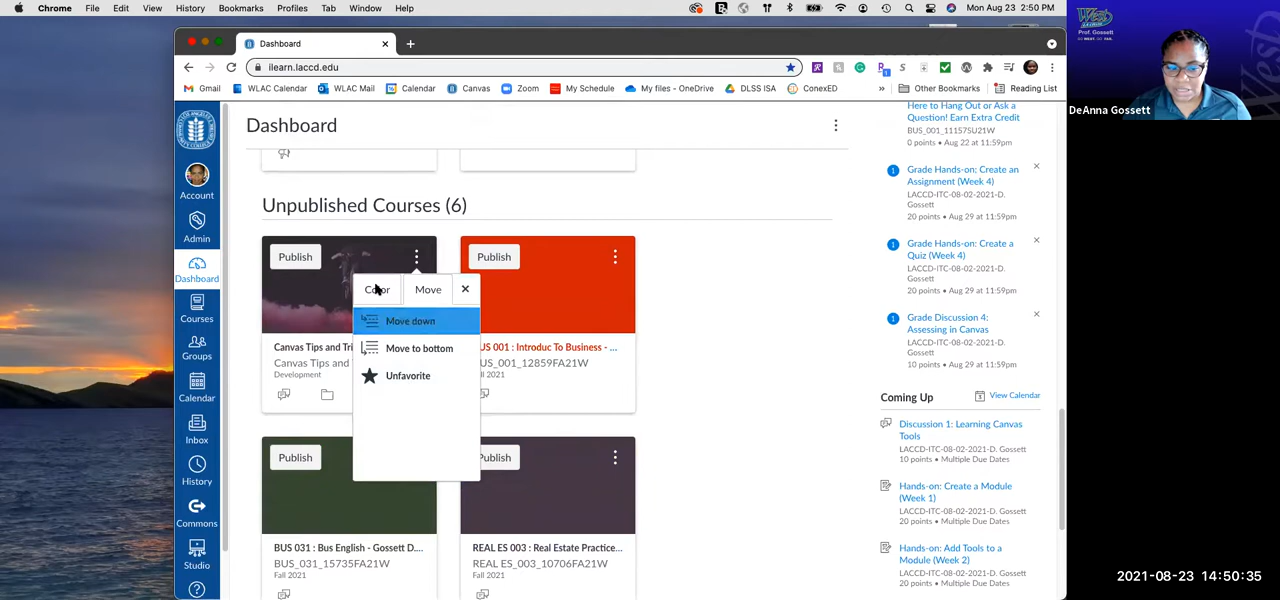 Chrome File Edit View History Bookmarks Profiles Tab Window Help
Mon Aug 23 2:50 PM
Dashboard
ilearn.laccd.edu
Gmail WLAC Calendar WLAC Mail Calendar Canvas Zoom My Schedule My files - OneDrive DLSS ISA ConexED » Other Bookmarks Reading List
West
Prof. Gossett
GO WEST. GO FAR.
DeAnna Gossett
Account
Admin
Dashboard
Courses
Groups
Calendar
Inbox
History
Commons
Studio
Dashboard
Unpublished Courses (6)
Publish
Color Move
Move down
Move to bottom
Unfavorite
Canvas Tips and Tri
Canvas Tips and
Development
Publish
US 001 : Introduc To Business - ...
US_001_12859FA21W
ll 2021
Publish
BUS 031 : Bus English - Gossett D....
BUS_031_15735FA21W
Fall 2021
Publish
REAL ES 003 : Real Estate Practice...
REAL ES_003_10706FA21W
Fall 2021
Here to Hang Out or Ask a
Question! Earn Extra Credit
BUS_001_11157SU21W
0 points • Aug 22 at 11:59pm
1
Grade Hands-on: Create an
Assignment (Week 4)
LACCD-ITC-08-02-2021-D.
Gossett
20 points • Aug 29 at 11:59pm
1
Grade Hands-on: Create a
Quiz (Week 4)
LACCD-ITC-08-02-2021-D.
Gossett
20 points • Aug 29 at 11:59pm
1
Grade Discussion 4:
Assessing in Canvas
LACCD-ITC-08-02-2021-D.
Gossett
10 points • Aug 29 at 11:59pm
Coming Up View Calendar
Discussion 1: Learning Canvas
Tools
LACCD-ITC-08-02-2021-D. Gossett
10 points • Multiple Due Dates
Hands-on: Create a Module
(Week 1)
LACCD-ITC-08-02-2021-D. Gossett
20 points • Multiple Due Dates
Hands-on: Add Tools to a
Module (Week 2)
LACCD-ITC-08-02-2021-D. Gossett
20 points • Multiple Due Dates
2021-08-23 14:50:35